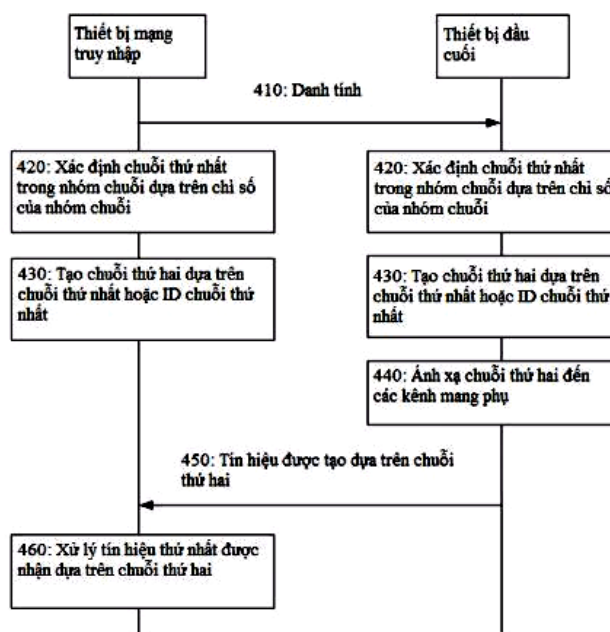 Thiết bị mạng
truy nhập
Thiết bị đầu
cuối
410: Danh tính
420: Xác định chuỗi thứ nhất
trong nhóm chuỗi dựa trên chỉ số
của nhóm chuỗi
420: Xác định chuỗi thứ nhất
trong nhóm chuỗi dựa trên chỉ số
của nhóm chuỗi
430: Tạo chuỗi thứ hai dựa trên
chuỗi thứ nhất hoặc ID chuỗi thứ
nhất
430: Tạo chuỗi thứ hai dựa trên
chuỗi thứ nhất hoặc ID chuỗi thứ
nhất
440: Ánh xạ chuỗi thứ hai đến
các kênh mang phụ
450: Tín hiệu được tạo dựa trên chuỗi
thứ hai
460: Xử lý tín hiệu thứ nhất được
nhận dựa trên chuỗi thứ hai